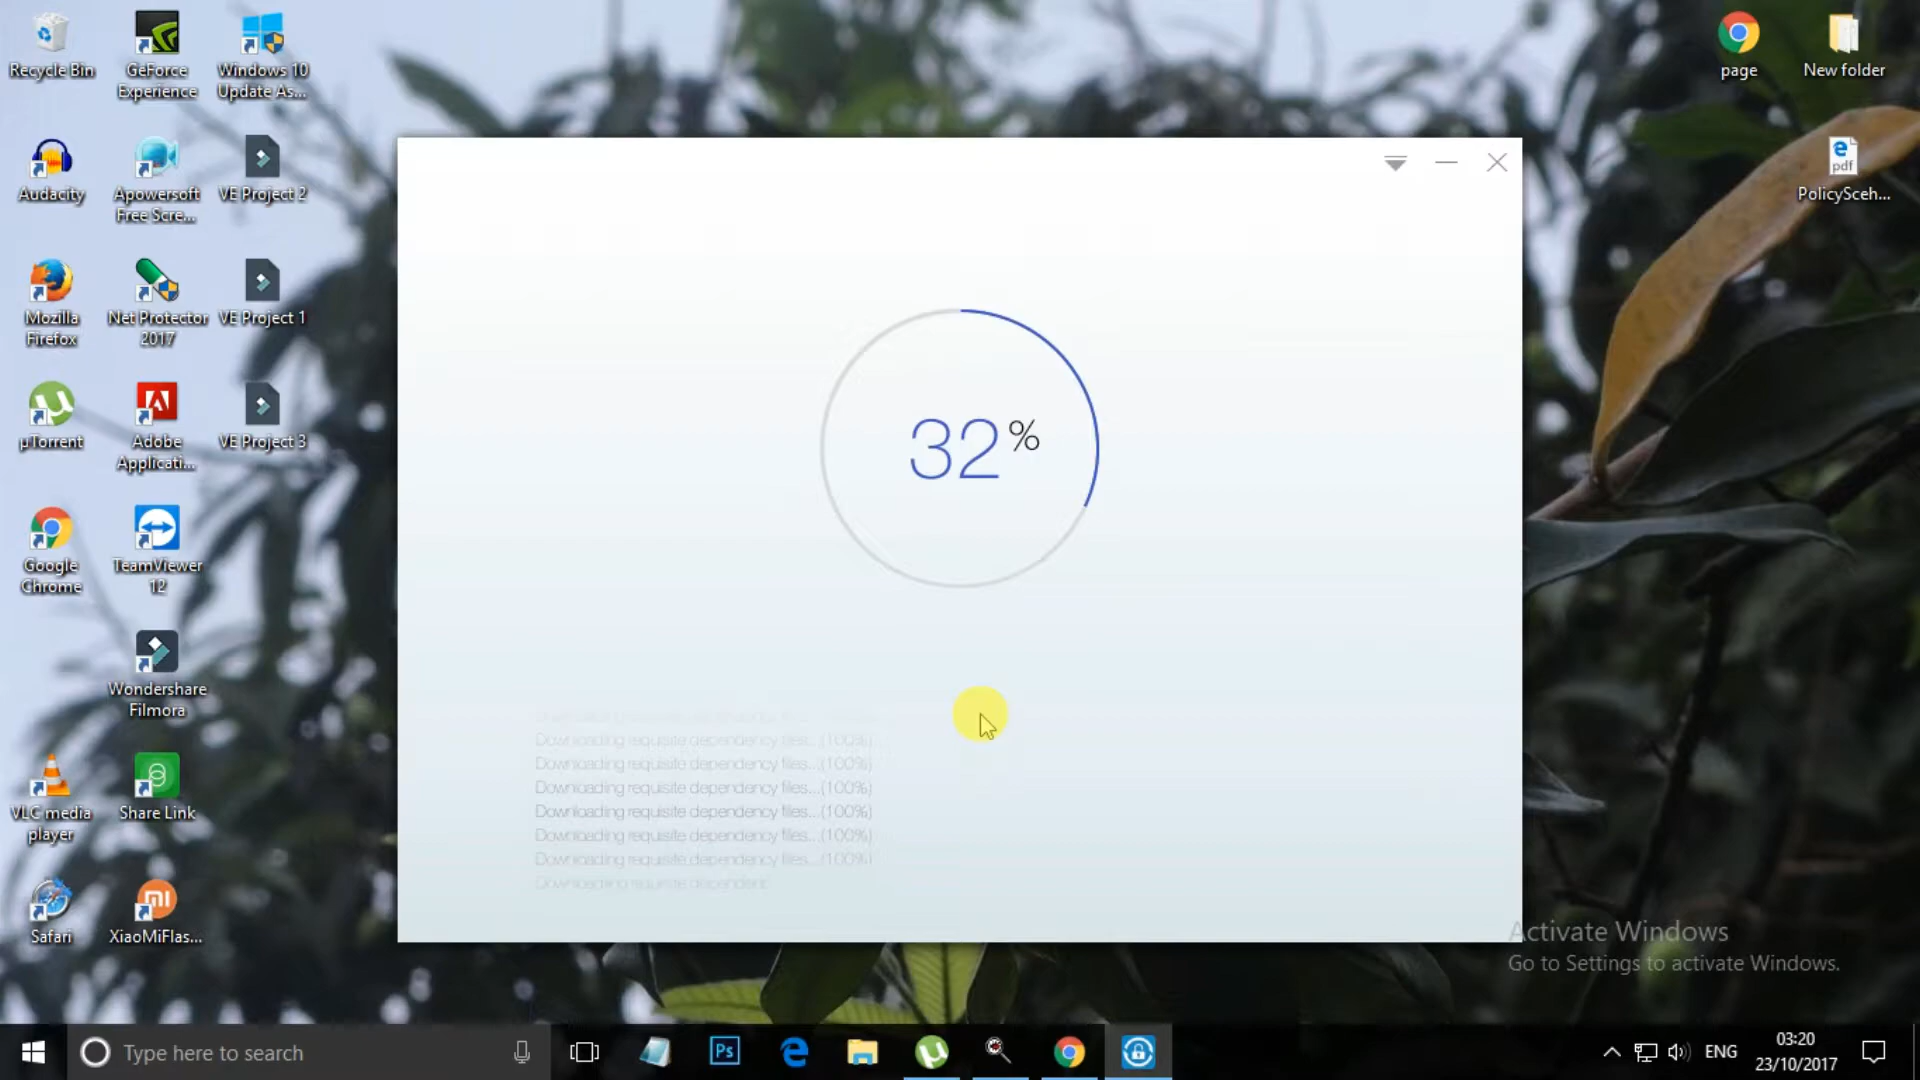 Recycle Bin
GeForce
Experience
Windows 10
Update As...
page
New folder
Audacity
Apowersoft
Free Scre...
VE Project 2
pdf
PolicySceh...
Mozilla
Firefox
Net Protector
2017
VE Project 1
32%
µTorrent
Adobe
Applicati...
VE Project 3
Google
Chrome
TeamViewer
12
Wondershare
Filmora
Downloading requisite dependency files...(100%)
Downloading requisite dependency files...(100%)
Downloading requisite dependency files...(100%)
Downloading requisite dependency files...(100%)
Downloading requisite dependency files...(100%)
Downloading requisite dependency files...(100%)
Downloading requisite
VLC media
player
Share Link
Safari
XiaoMiFlas...
Activate Windows
Go to Settings to activate Windows.
Type here to search
Ps
ENG
03:20
23/10/2017